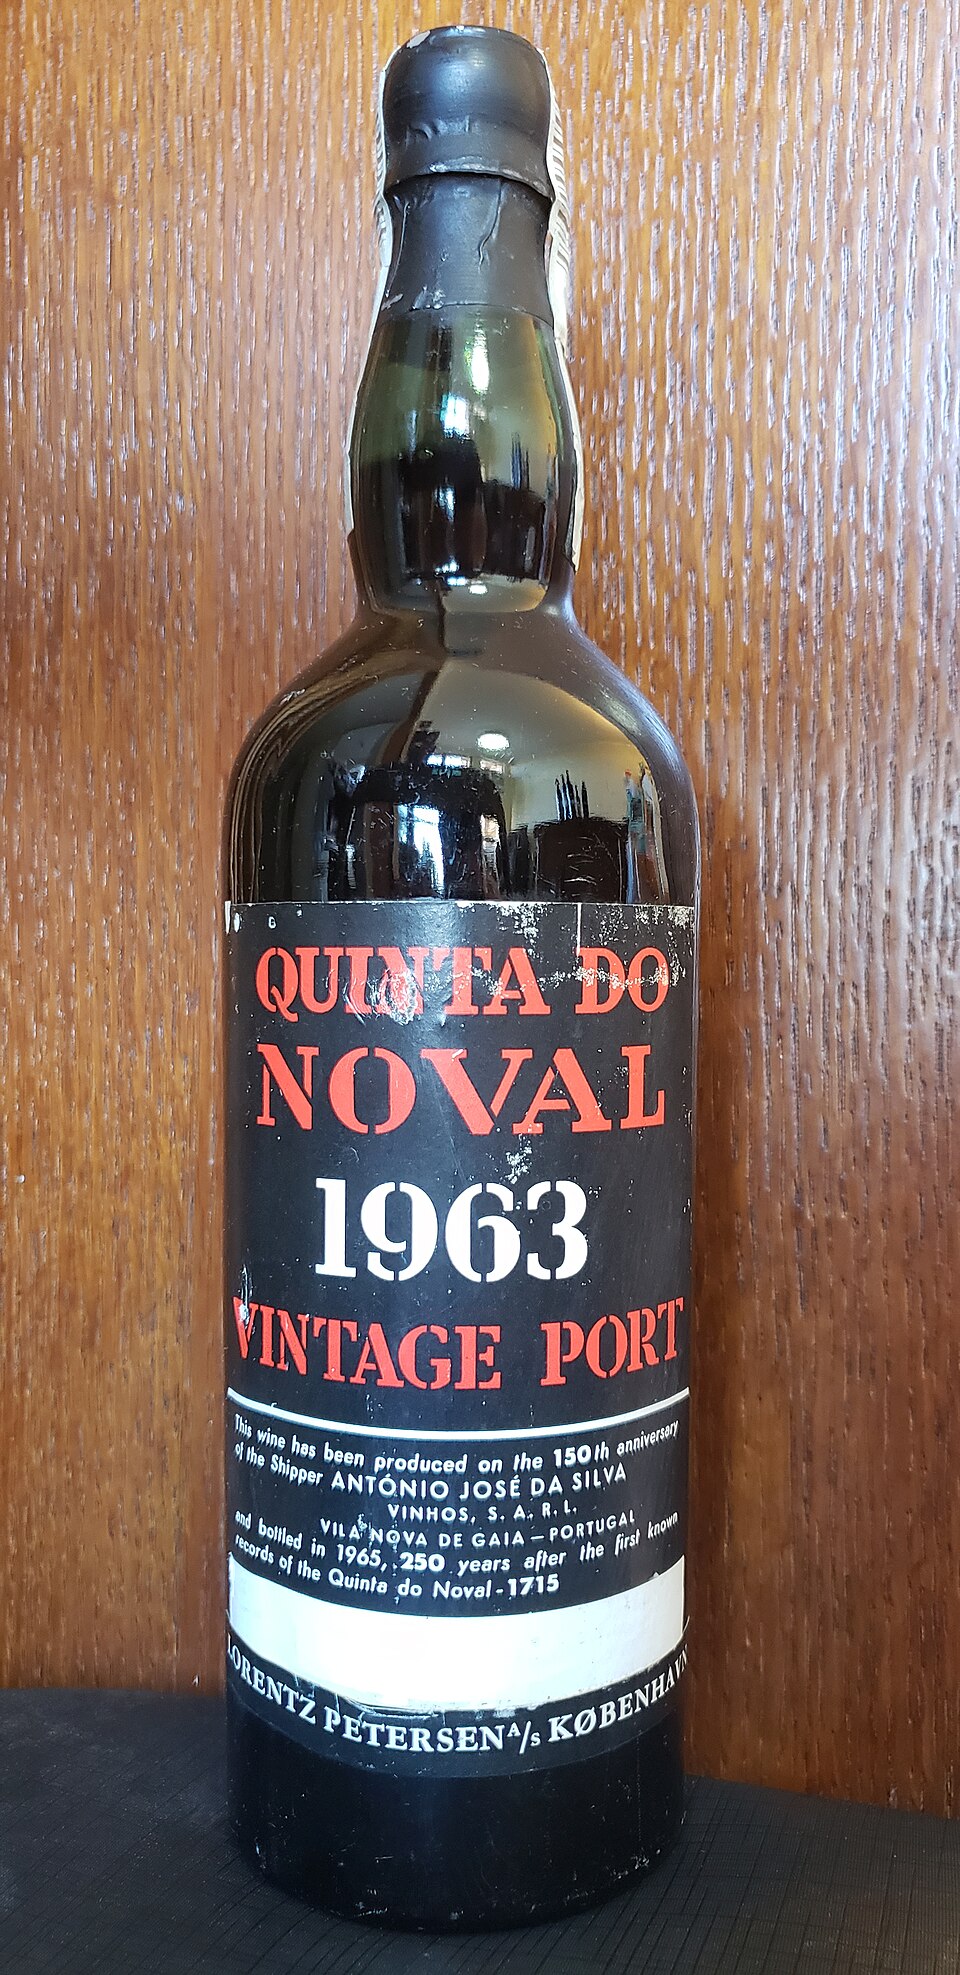 QUINTA DO
NOVAL
1963
VINTAGE PORT
This wine has been produced on the 150th anniversary
of the Shipper ANTÓNIO JOSÉ DA SILVA
VINHOS, S. A. R. L.
VILA NOVA DE GAIA – PORTUGAL
and bottled in 1965, 250 years after the first known
records of the Quinta do Noval - 1715
LORENTZ PETERSEN A/S KØBENHAVN